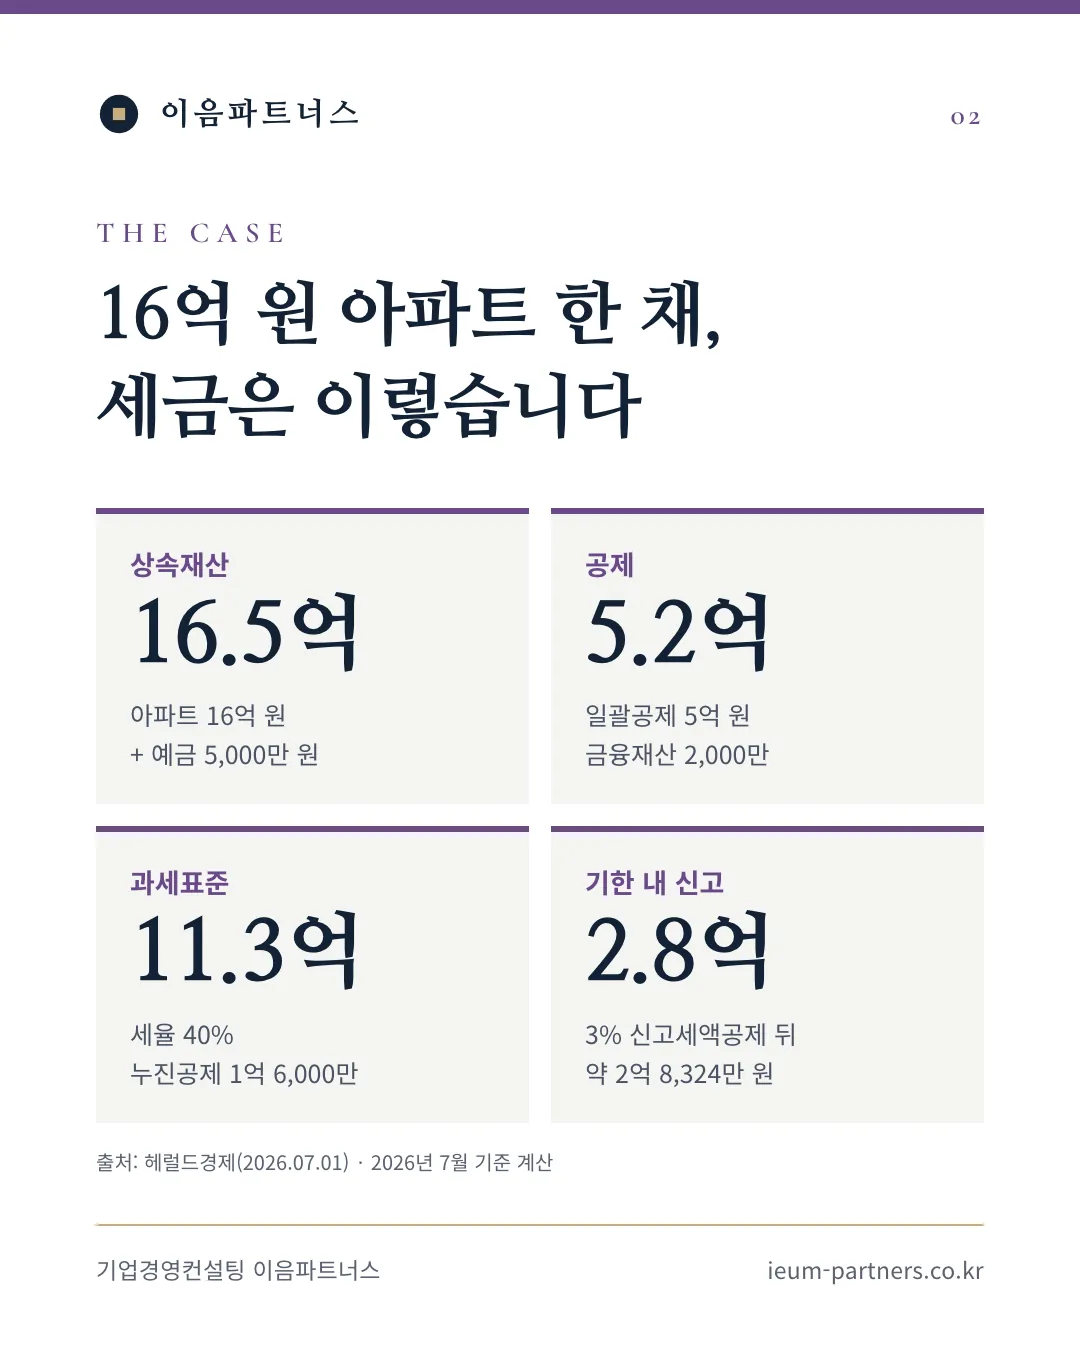 이음파트너스
02
THE CASE
16억 원 아파트 한 채,
세금은 이렇습니다
상속재산
16.5억
아파트 16억 원
+ 예금 5,000만 원
공제
5.2억
일괄공제 5억 원
금융재산 2,000만
과세표준
11.3억
세율 40%
누진공제 1억 6,000만
기한 내 신고
2.8억
3% 신고세액공제 뒤
약 2억 8,324만 원
출처: 헤럴드경제(2026.07.01) · 2026년 7월 기준 계산
기업경영컨설팅 이음파트너스
ieum-partners.co.kr